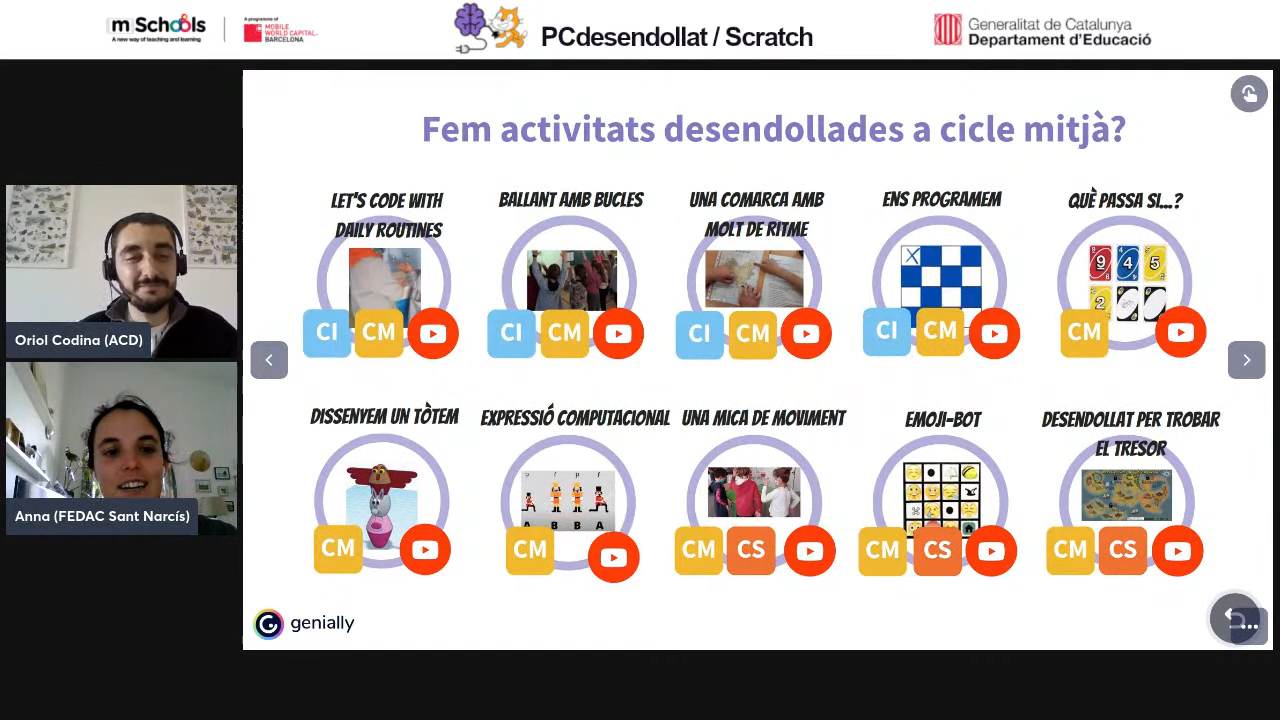 mSchools
A new way of teaching and learning
A programme of
MOBILE
WORLD CAPITAL
BARCELONA
PCdesendollat / Scratch
Generalitat de Catalunya
Departament d'Educació
Fem activitats desendollades a cicle mitjà?
LET'S CODE WITH
DAILY ROUTINES
CI CM
BALLANT AMB BUCLES
CI CM
UNA COMARCA AMB
MOLT DE RITME
CI CM
ENS PROGRAMEM
X
CI CM
QUÈ PASSA SI...?
9 4 5
2
CM
Oriol Codina (ACD)
Anna (FEDAC Sant Narcís)
DISSENYEM UN TÒTEM
CM
EXPRESSIÓ COMPUTACIONAL
A B B A
CM
UNA MICA DE MOVIMENT
CM CS
EMOJI-BOT
CM CS
DESENDOLLAT PER TROBAR
EL TRESOR
CM CS
genially